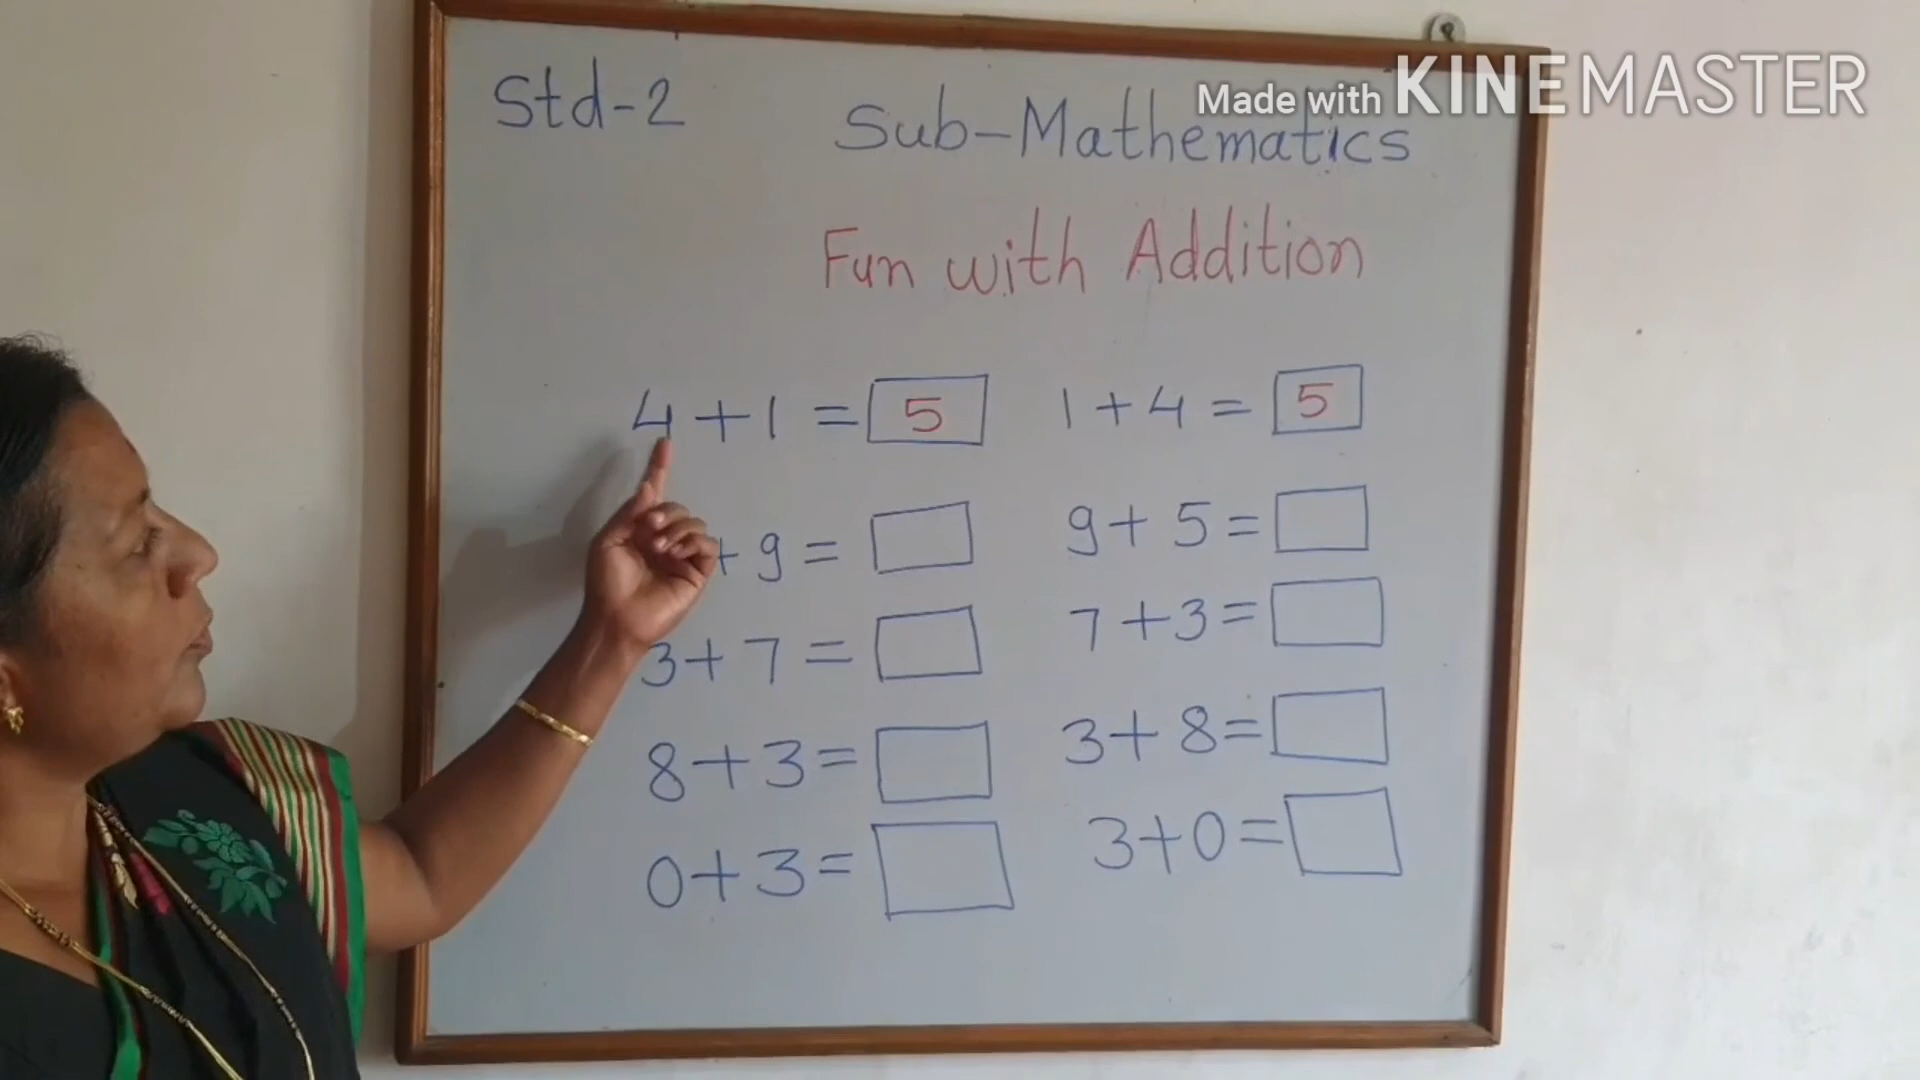 Made with KINEMASTER
Std-2
Sub-Mathematics
Fun with Addition
4+1 = 5 1+4 = 5
+ 9 = 9+ 5 =
3+7 = 7+3 =
8+3 = 3+8 =
0+3 = 3+0 =